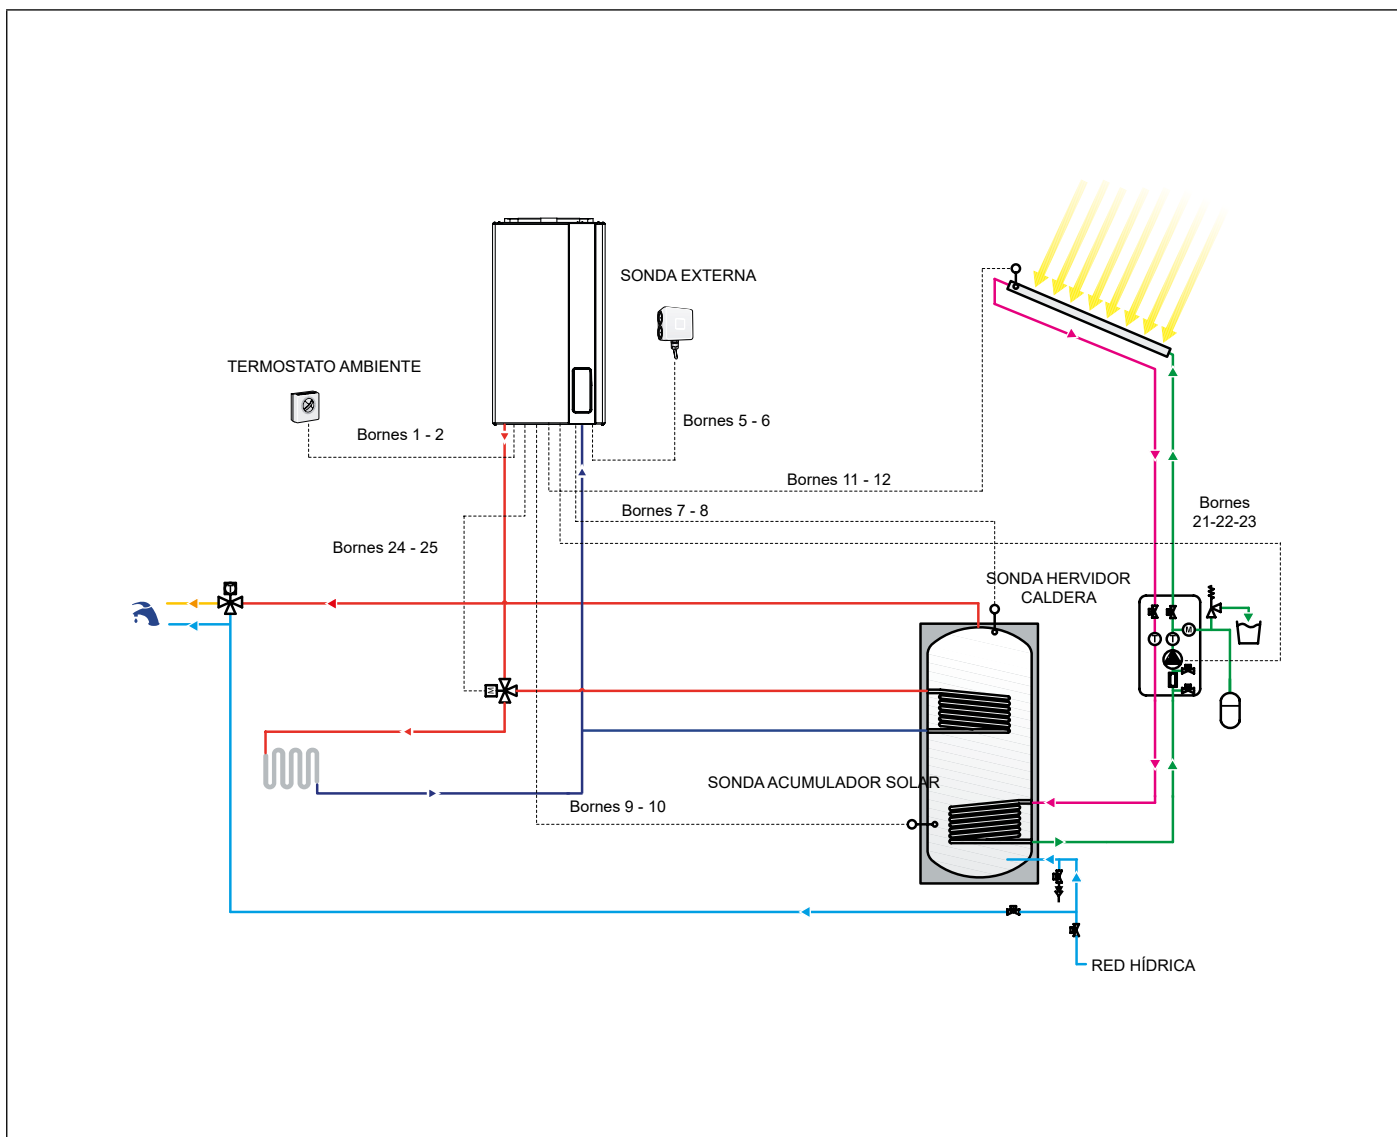 SONDA EXTERNA
TERMOSTATO AMBIENTE
Bornes 5 - 6
Bornes 1 - 2
Bornes 11 - 12
Bornes
21-22-23
Bornes 7 - 8
Bornes 24 - 25
SONDA HERVIDOR
CALDERA
M
T
T
M
SONDA ACUMULADOR SOLAR
Bornes 9 - 10
RED HÍDRICA